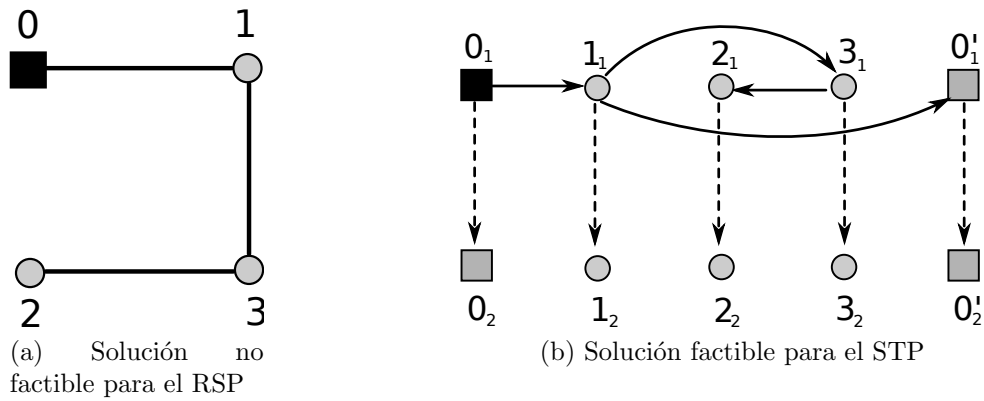 0 1
2 3
(a) Solución no
factible para el RSP
0₁ 1₁ 2₁ 3₁ 0'₁
0₂ 1₂ 2₂ 3₂ 0'₂
(b) Solución factible para el STP